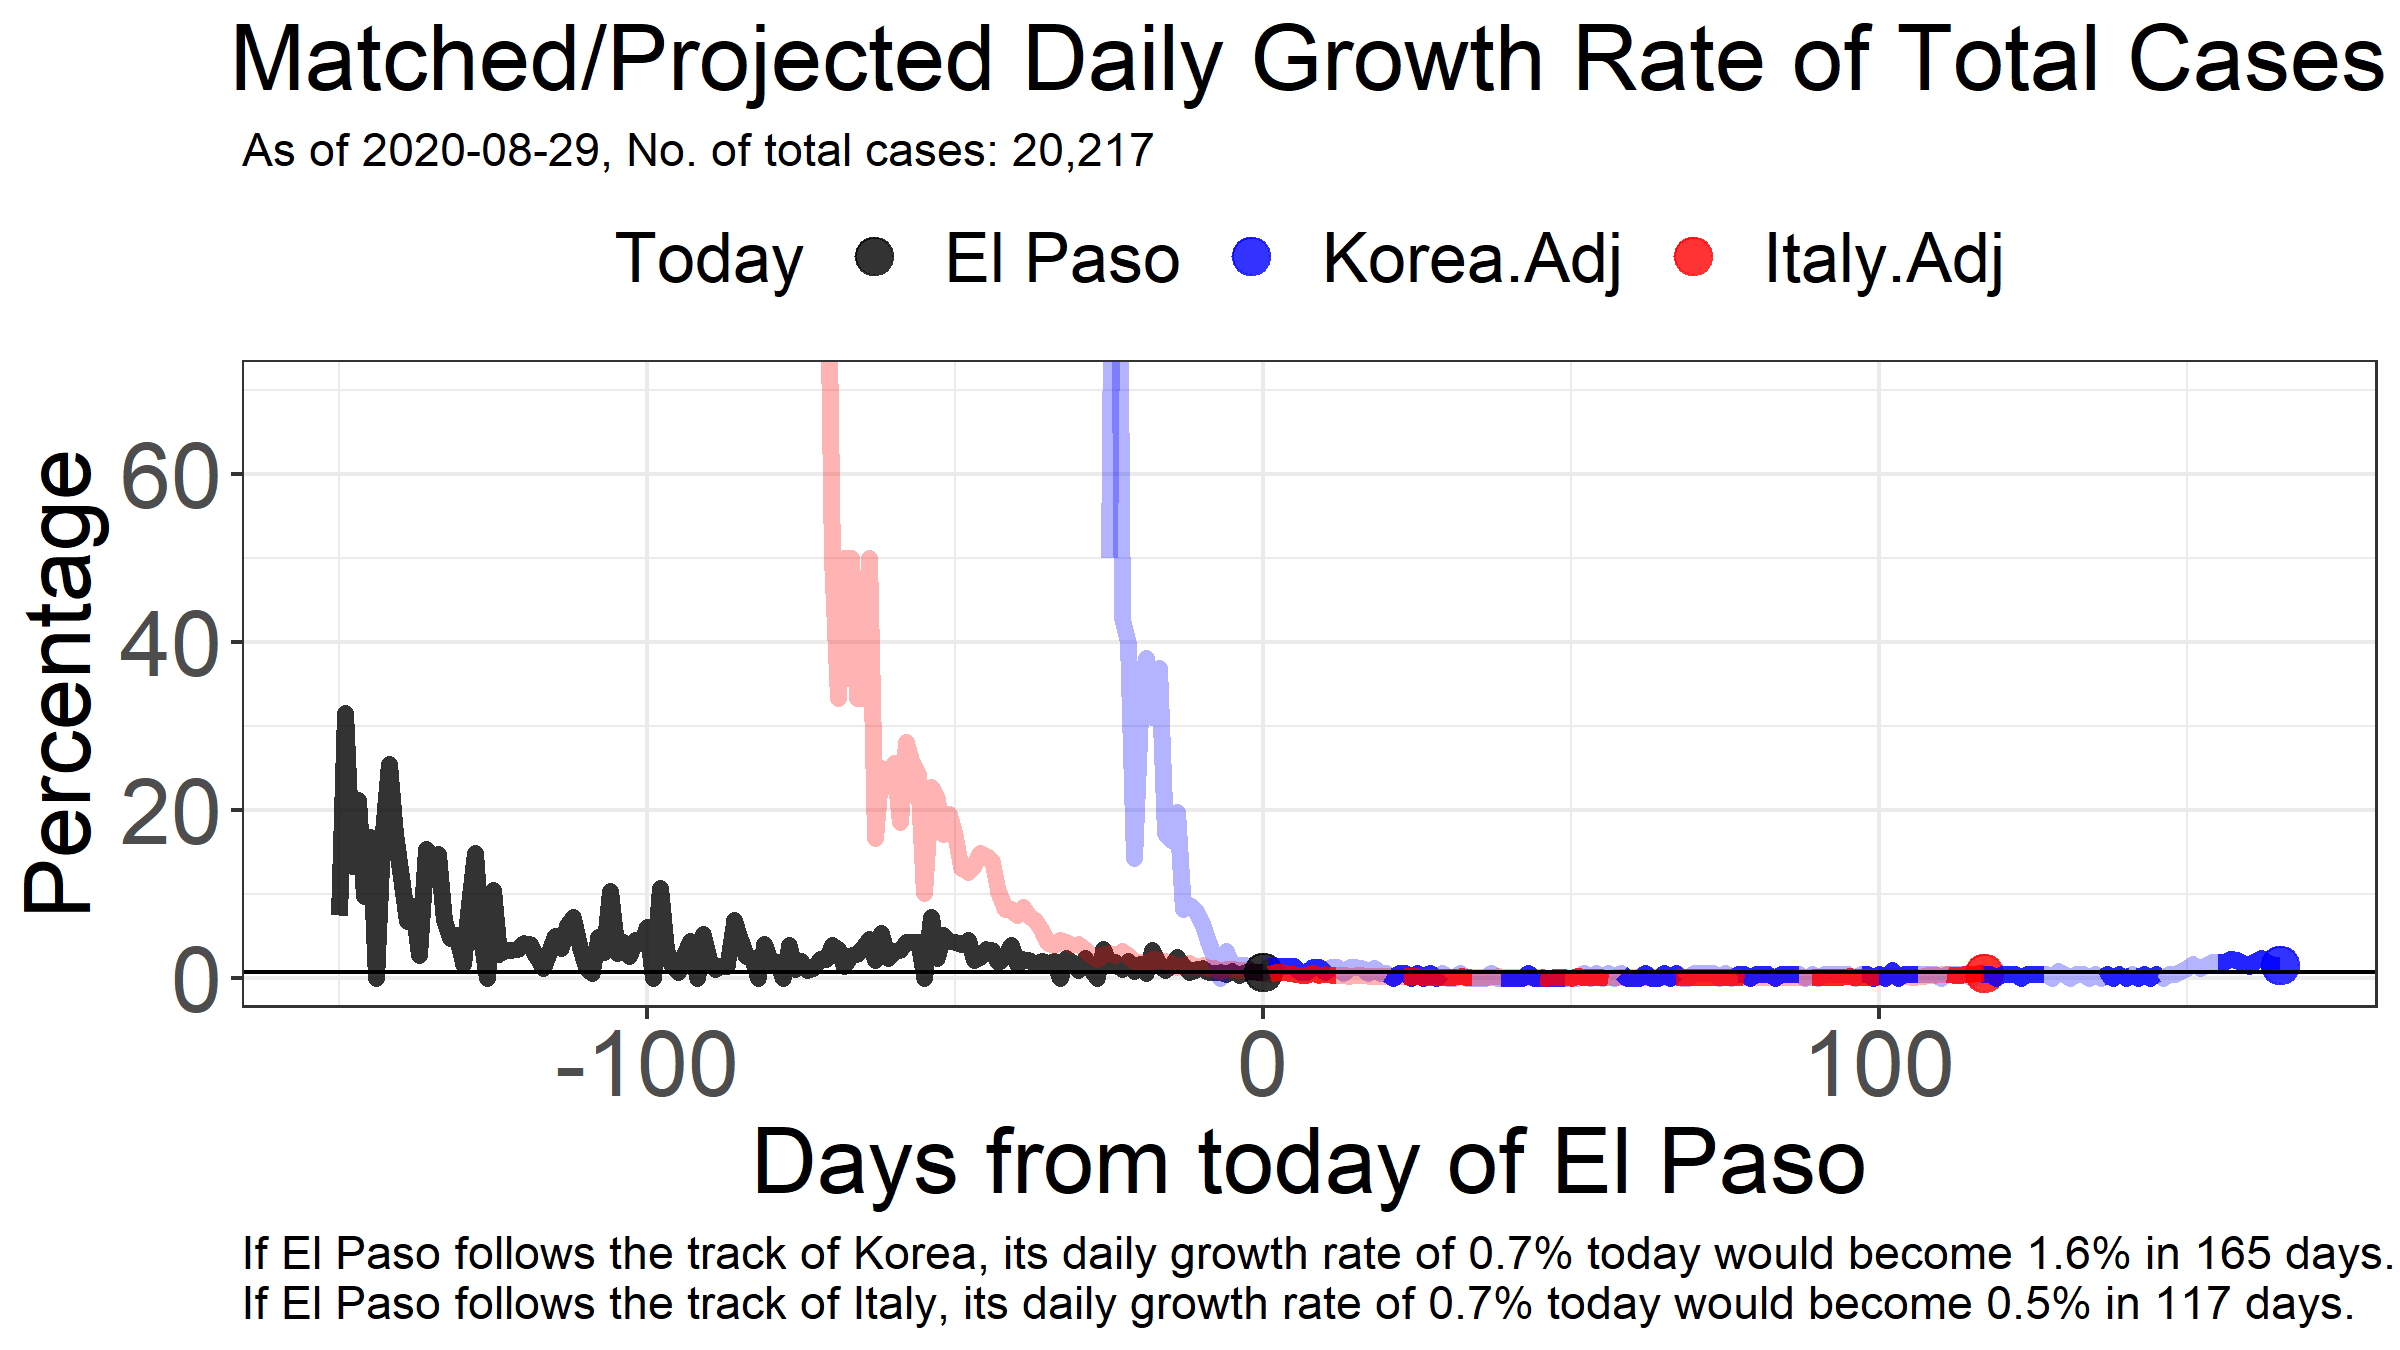 Matched/Projected Daily Growth Rate of Total Cases
As of 2020-08-29, No. of total cases: 20,217
Today El Paso Korea.Adj Italy.Adj
Percentage
60
40
20
0
-100 0 100
Days from today of El Paso
If El Paso follows the track of Korea, its daily growth rate of 0.7% today would become 1.6% in 165 days.
If El Paso follows the track of Italy, its daily growth rate of 0.7% today would become 0.5% in 117 days.